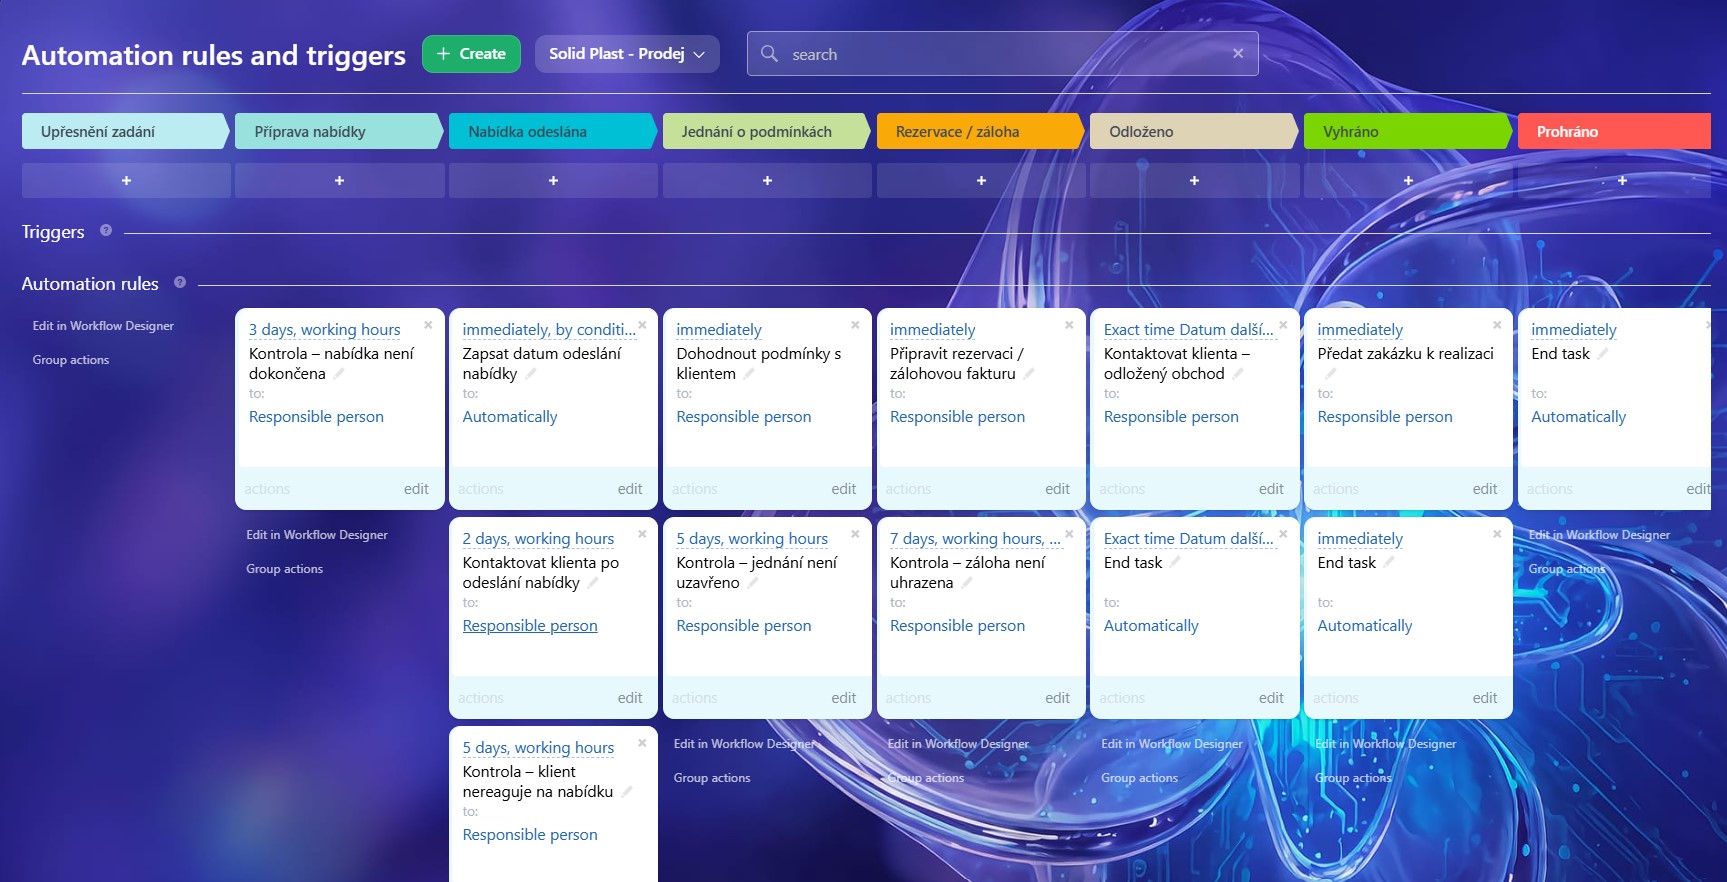 Automation rules and triggers
+ Create
Solid Plast - Prodej
search
Upřesnění zadání
Příprava nabídky
Nabídka odeslána
Jednání o podmínkách
Rezervace / záloha
Odloženo
Vyhráno
Prohráno
+ + + + + + + +
Triggers ?
Automation rules ?
Edit in Workflow Designer
Group actions
3 days, working hours
Kontrola – nabídka není
dokončena
to:
Responsible person
actions edit
Edit in Workflow Designer
Group actions
immediately, by conditi...
Zapsat datum odeslání
nabídky
to:
Automatically
actions edit
2 days, working hours
Kontaktovat klienta po
odeslání nabídky
to:
Responsible person
actions edit
5 days, working hours
Kontrola – klient
nereaguje na nabídku
to:
Responsible person
immediately
Dohodnout podmínky s
klientem
to:
Responsible person
actions edit
5 days, working hours
Kontrola – jednání není
uzavřeno
to:
Responsible person
actions edit
Edit in Workflow Designer
Group actions
immediately
Připravit rezervaci /
zálohovou fakturu
to:
Responsible person
actions edit
7 days, working hours, ...
Kontrola – záloha není
uhrazena
to:
Responsible person
actions edit
Edit in Workflow Designer
Group actions
Exact time Datum další...
Kontaktovat klienta –
odložený obchod
to:
Responsible person
actions edit
Exact time Datum další...
End task
to:
Automatically
actions edit
Edit in Workflow Designer
Group actions
immediately
Předat zakázku k realizaci
to:
Responsible person
actions edit
immediately
End task
to:
Automatically
actions edit
Edit in Workflow Designer
Group actions
immediately
End task
to:
Automatically
actions edit
Edit in Workflow Designer
Group actions